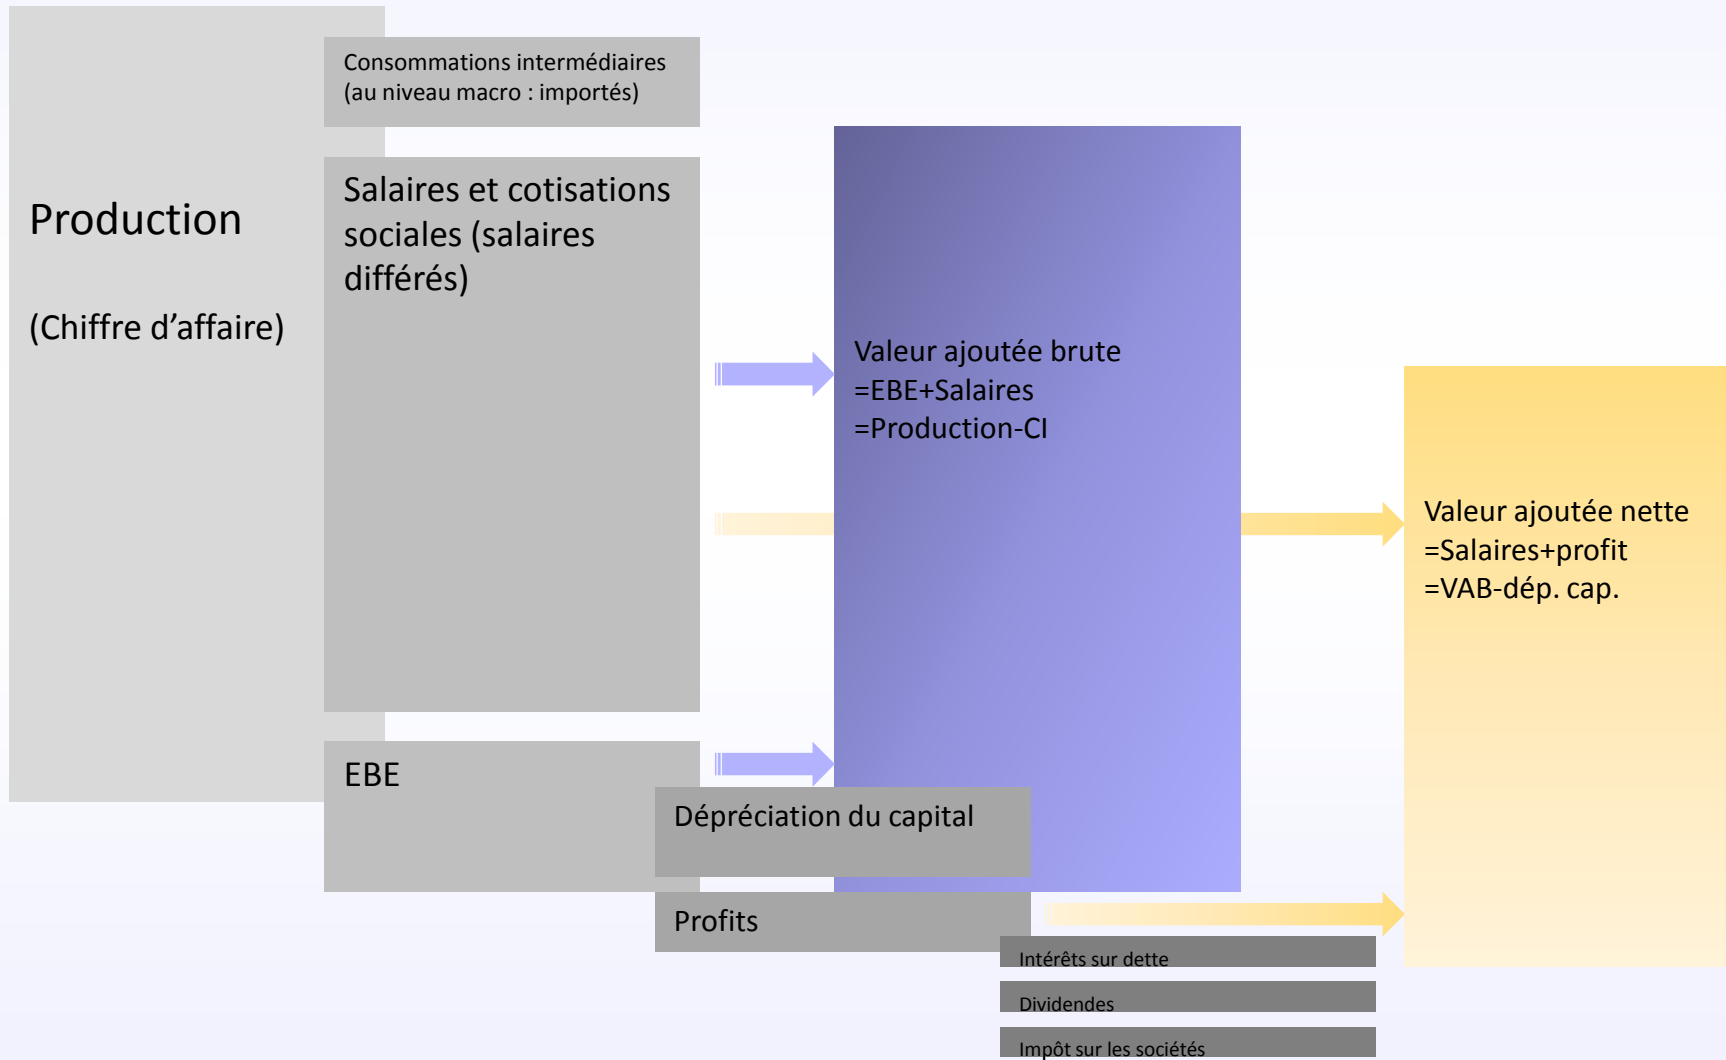 Production
(Chiffre d’affaire)
Consommations intermédiaires
(au niveau macro : importés)
Salaires et cotisations
sociales (salaires
différés)
EBE
Dépréciation du capital
Profits
Intérêts sur dette
Dividendes
Impôt sur les sociétés
Valeur ajoutée brute
=EBE+Salaires
=Production-CI
Valeur ajoutée nette
=Salaires+profit
=VAB-dép. cap.